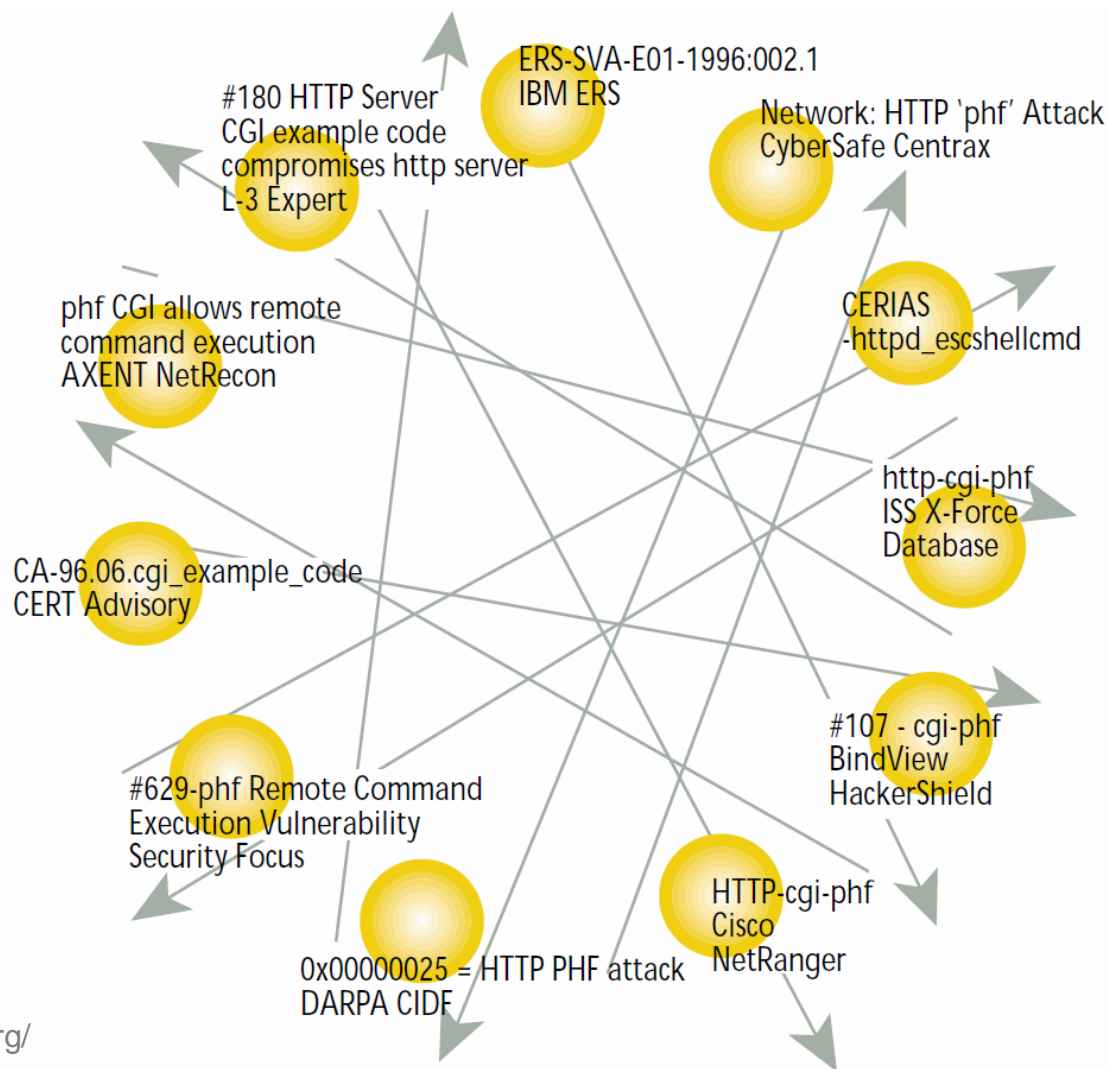 ERS-SVA-E01-1996:002.1
IBM ERS
#180 HTTP Server
CGI example code
compromises http server
L-3 Expert
Network: HTTP ‘phf’ Attack
CyberSafe Centrax
phf CGI allows remote
command execution
AXENT NetRecon
CERIAS
-httpd_escshellcmd
http-cgi-phf
ISS X-Force
Database
CA-96.06.cgi_example_code
CERT Advisory
#107 - cgi-phf
BindView
HackerShield
#629-phf Remote Command
Execution Vulnerability
Security Focus
HTTP-cgi-phf
Cisco
NetRanger
0x00000025 = HTTP PHF attack
DARPA CIDF
rg/